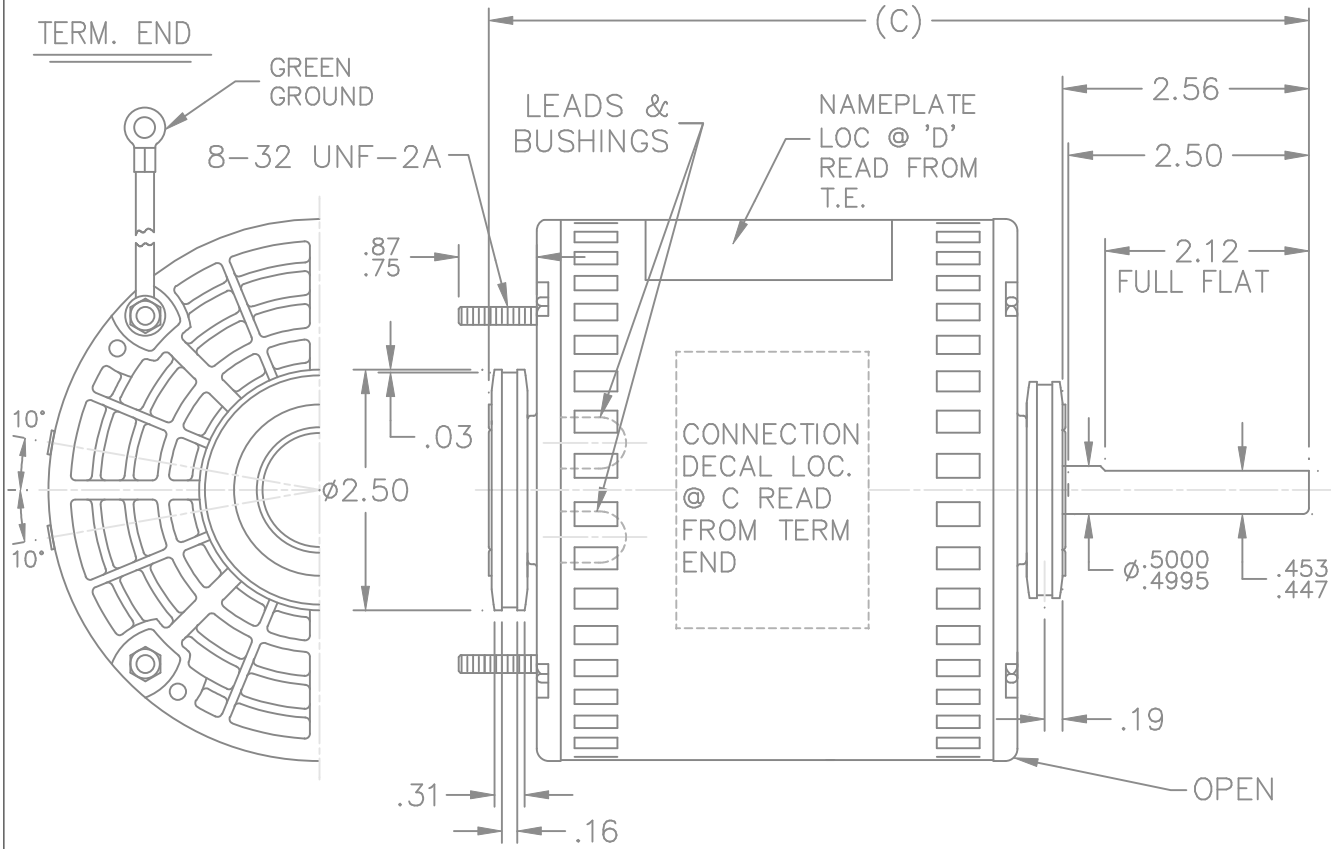 TERM. END
(C)
GREEN
GROUND
8-32 UNF-2A
LEADS &
BUSHINGS
NAMEPLATE
LOC @ 'D'
READ FROM
T.E.
2.56
2.50
2.12
FULL FLAT
.87
.75
10°
10°
.03
ø2.50
CONNECTION
DECAL LOC.
@ C READ
FROM TERM
END
ø.5000
.4995
.453
.447
.19
.31
.16
OPEN